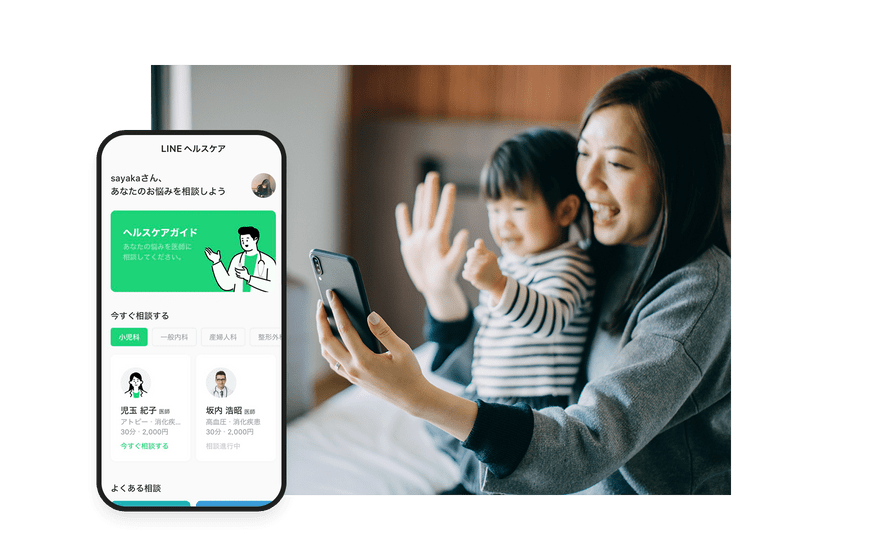 LINE ヘルスケア
sayakaさん、
あなたのお悩みを相談しよう
ヘルスケアガイド
あなたの悩みを医師に
相談してください。
今すぐ相談する
小児科 一般内科 産婦人科 整形外
児玉 紀子 医師
アトピー・消化疾...
30分・2,000円
今すぐ相談する
坂内 浩昭 医師
高血圧・消化疾患
30分・2,000円
相談進行中
よくある相談